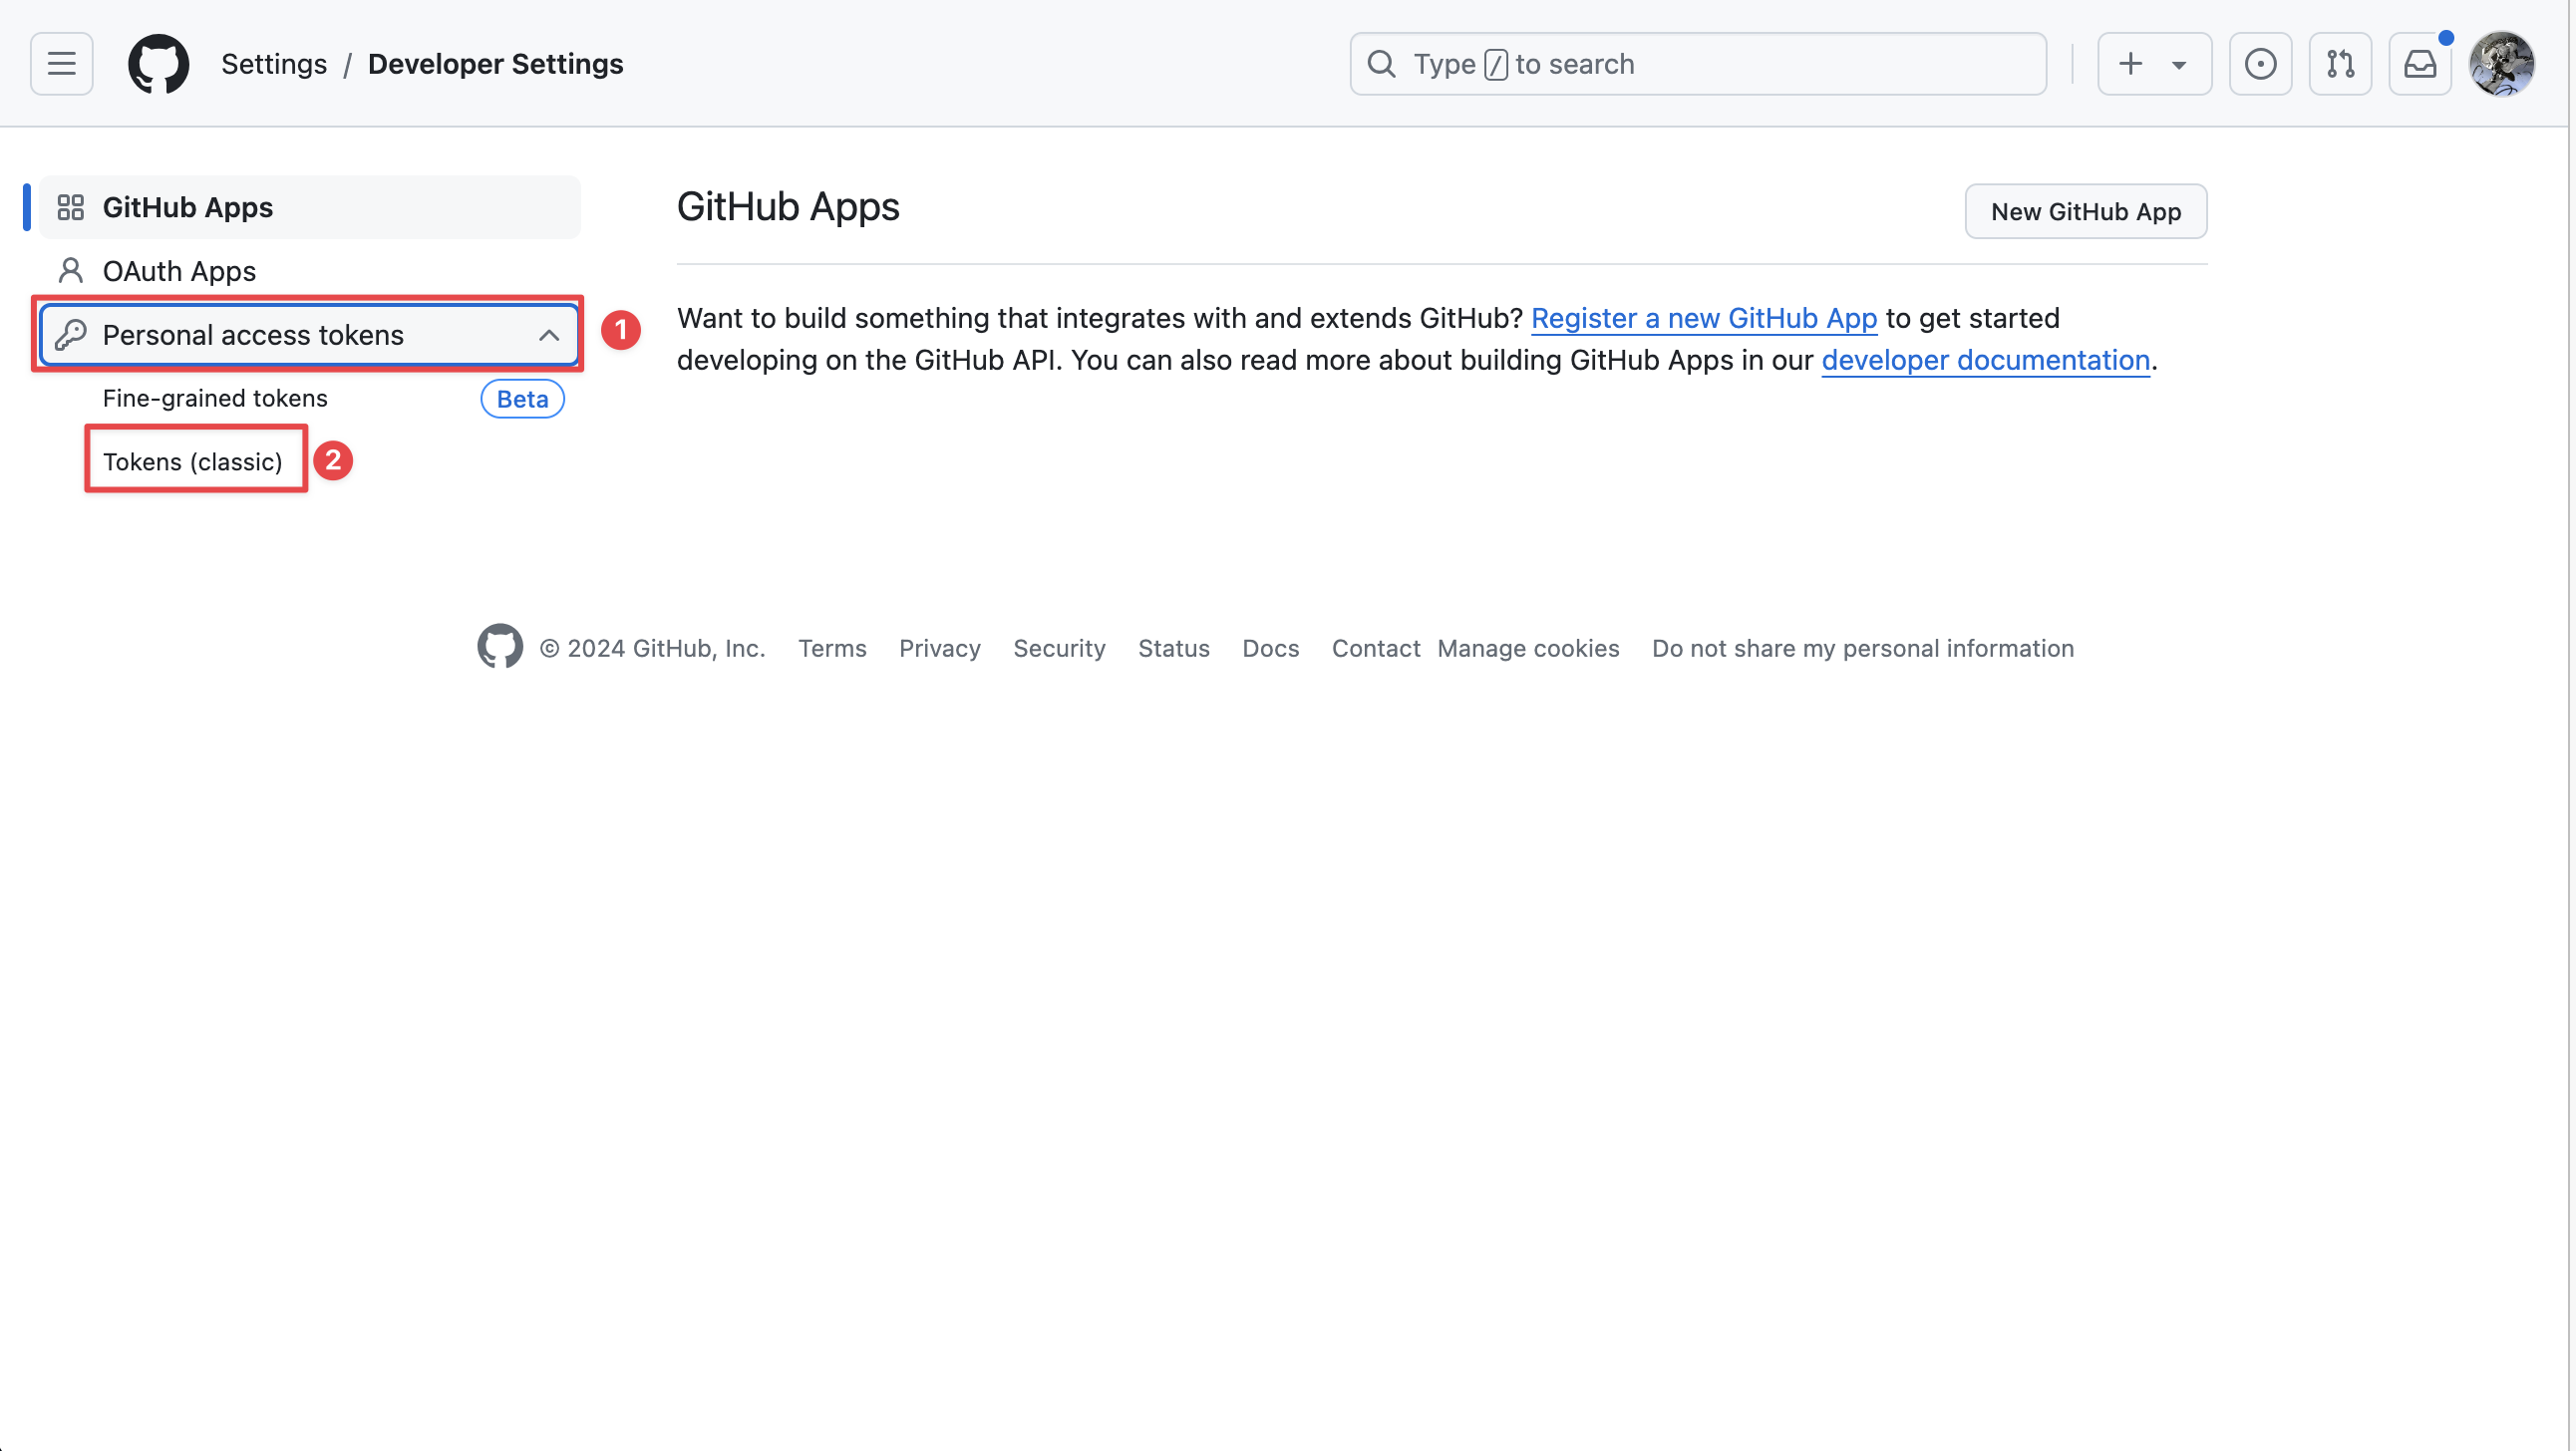 Settings / Developer Settings
Type / to search
GitHub Apps
OAuth Apps
Personal access tokens
1
Fine-grained tokens
Beta
Tokens (classic)
2
GitHub Apps
New GitHub App
Want to build something that integrates with and extends GitHub? Register a new GitHub App to get started
developing on the GitHub API. You can also read more about building GitHub Apps in our developer documentation.
© 2024 GitHub, Inc. Terms Privacy Security Status Docs Contact Manage cookies Do not share my personal information